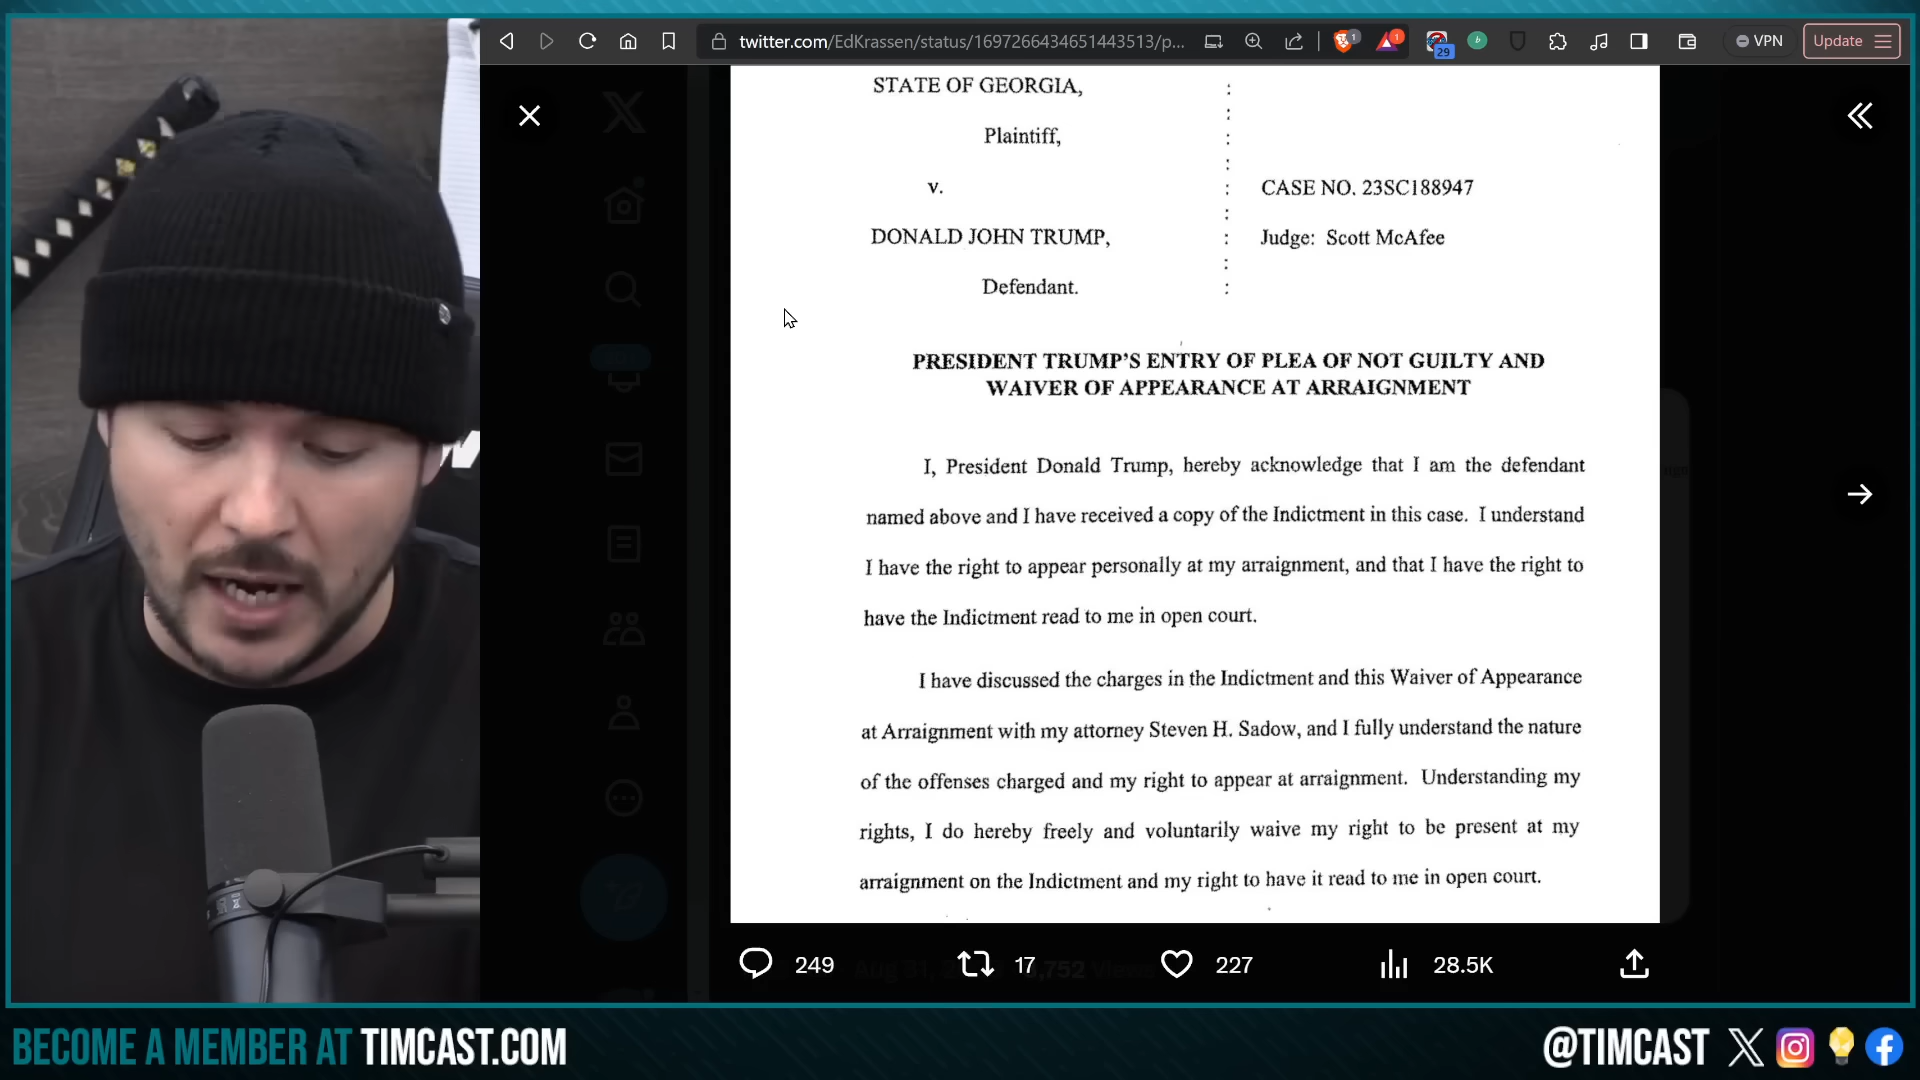 twitter.com/EdKrassen/status/1697266434651443513/p...
1
1
29
VPN
Update
STATE OF GEORGIA,
Plaintiff,
v.
CASE NO. 23SC188947
DONALD JOHN TRUMP,
Judge: Scott McAfee
Defendant.
PRESIDENT TRUMP'S ENTRY OF PLEA OF NOT GUILTY AND
WAIVER OF APPEARANCE AT ARRAIGNMENT
I, President Donald Trump, hereby acknowledge that I am the defendant
named above and I have received a copy of the Indictment in this case. I understand
I have the right to appear personally at my arraignment, and that I have the right to
have the Indictment read to me in open court.
I have discussed the charges in the Indictment and this Waiver of Appearance
at Arraignment with my attorney Steven H. Sadow, and I fully understand the nature
of the offenses charged and my right to appear at arraignment. Understanding my
rights, I do hereby freely and voluntarily waive my right to be present at my
arraignment on the Indictment and my right to have it read to me in open court.
249
17
227
28.5K
BECOME A MEMBER AT TIMCAST.COM
@TIMCAST